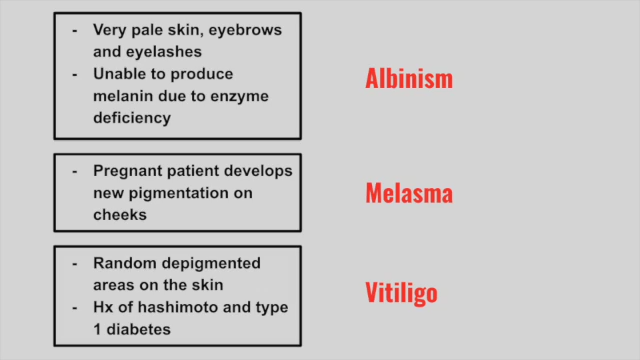 - Very pale skin, eyebrows
and eyelashes
- Unable to produce
melanin due to enzyme
deficiency
Albinism
- Pregnant patient develops
new pigmentation on
cheeks
Melasma
- Random depigmented
areas on the skin
- Hx of hashimoto and type
1 diabetes
Vitiligo